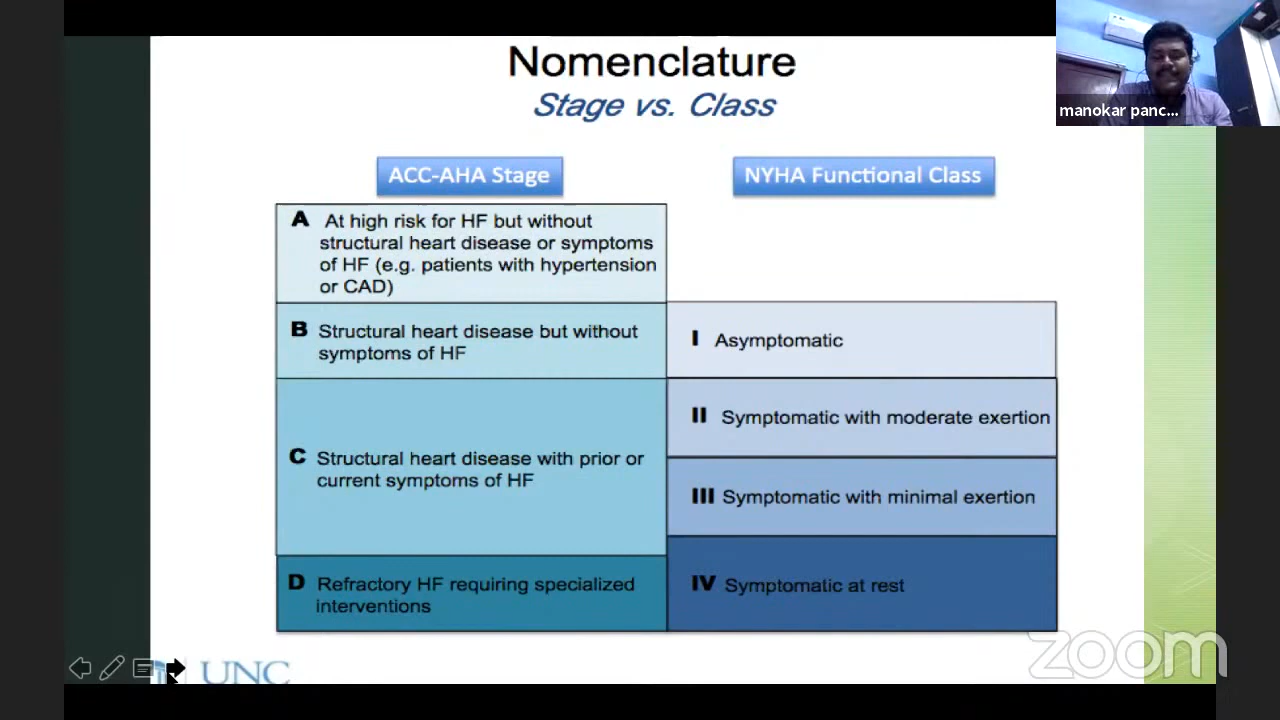 Nomenclature
Stage vs. Class
manokar panc...
ACC-AHA Stage
NYHA Functional Class
A At high risk for HF but without
structural heart disease or symptoms
of HF (e.g. patients with hypertension
or CAD)
B Structural heart disease but without
symptoms of HF
I Asymptomatic
C Structural heart disease with prior or
current symptoms of HF
II Symptomatic with moderate exertion
III Symptomatic with minimal exertion
D Refractory HF requiring specialized
interventions
IV Symptomatic at rest
zoom
UNC